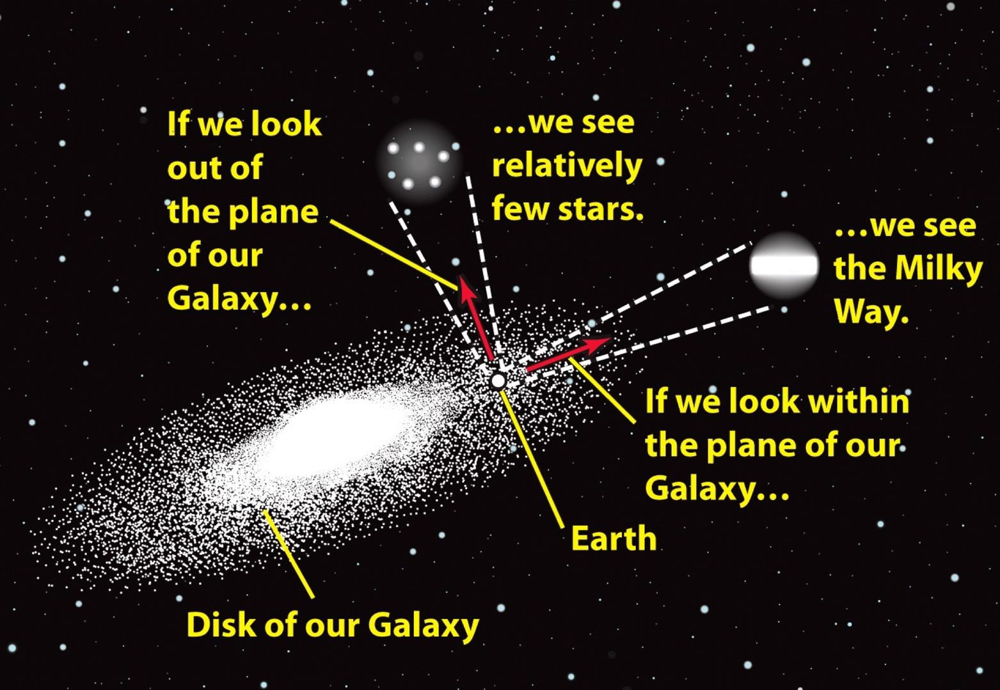 If we look
out of
the plane
of our
Galaxy...
...we see
relatively
few stars.
...we see
the Milky
Way.
If we look within
the plane of our
Galaxy...
Earth
Disk of our Galaxy